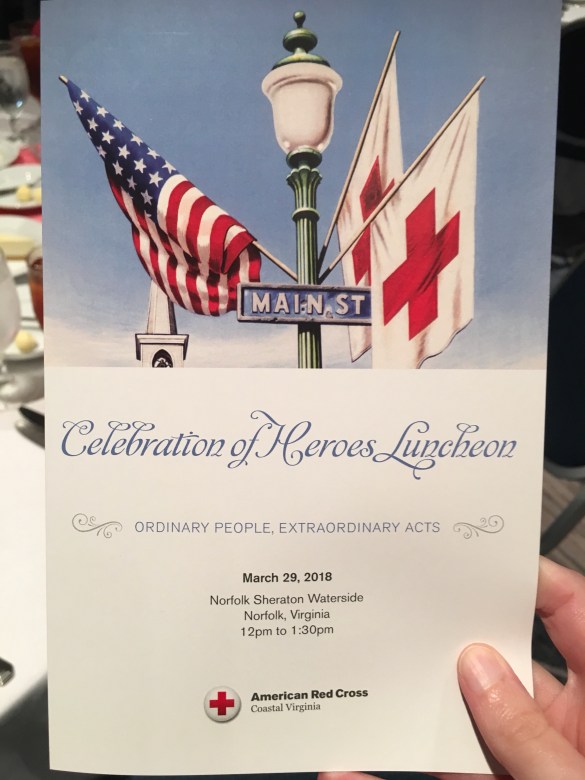 MAIN ST
Celebration of Heroes Luncheon
ORDINARY PEOPLE, EXTRAORDINARY ACTS
March 29, 2018
Norfolk Sheraton Waterside
Norfolk, Virginia
12pm to 1:30pm
American Red Cross
Coastal Virginia